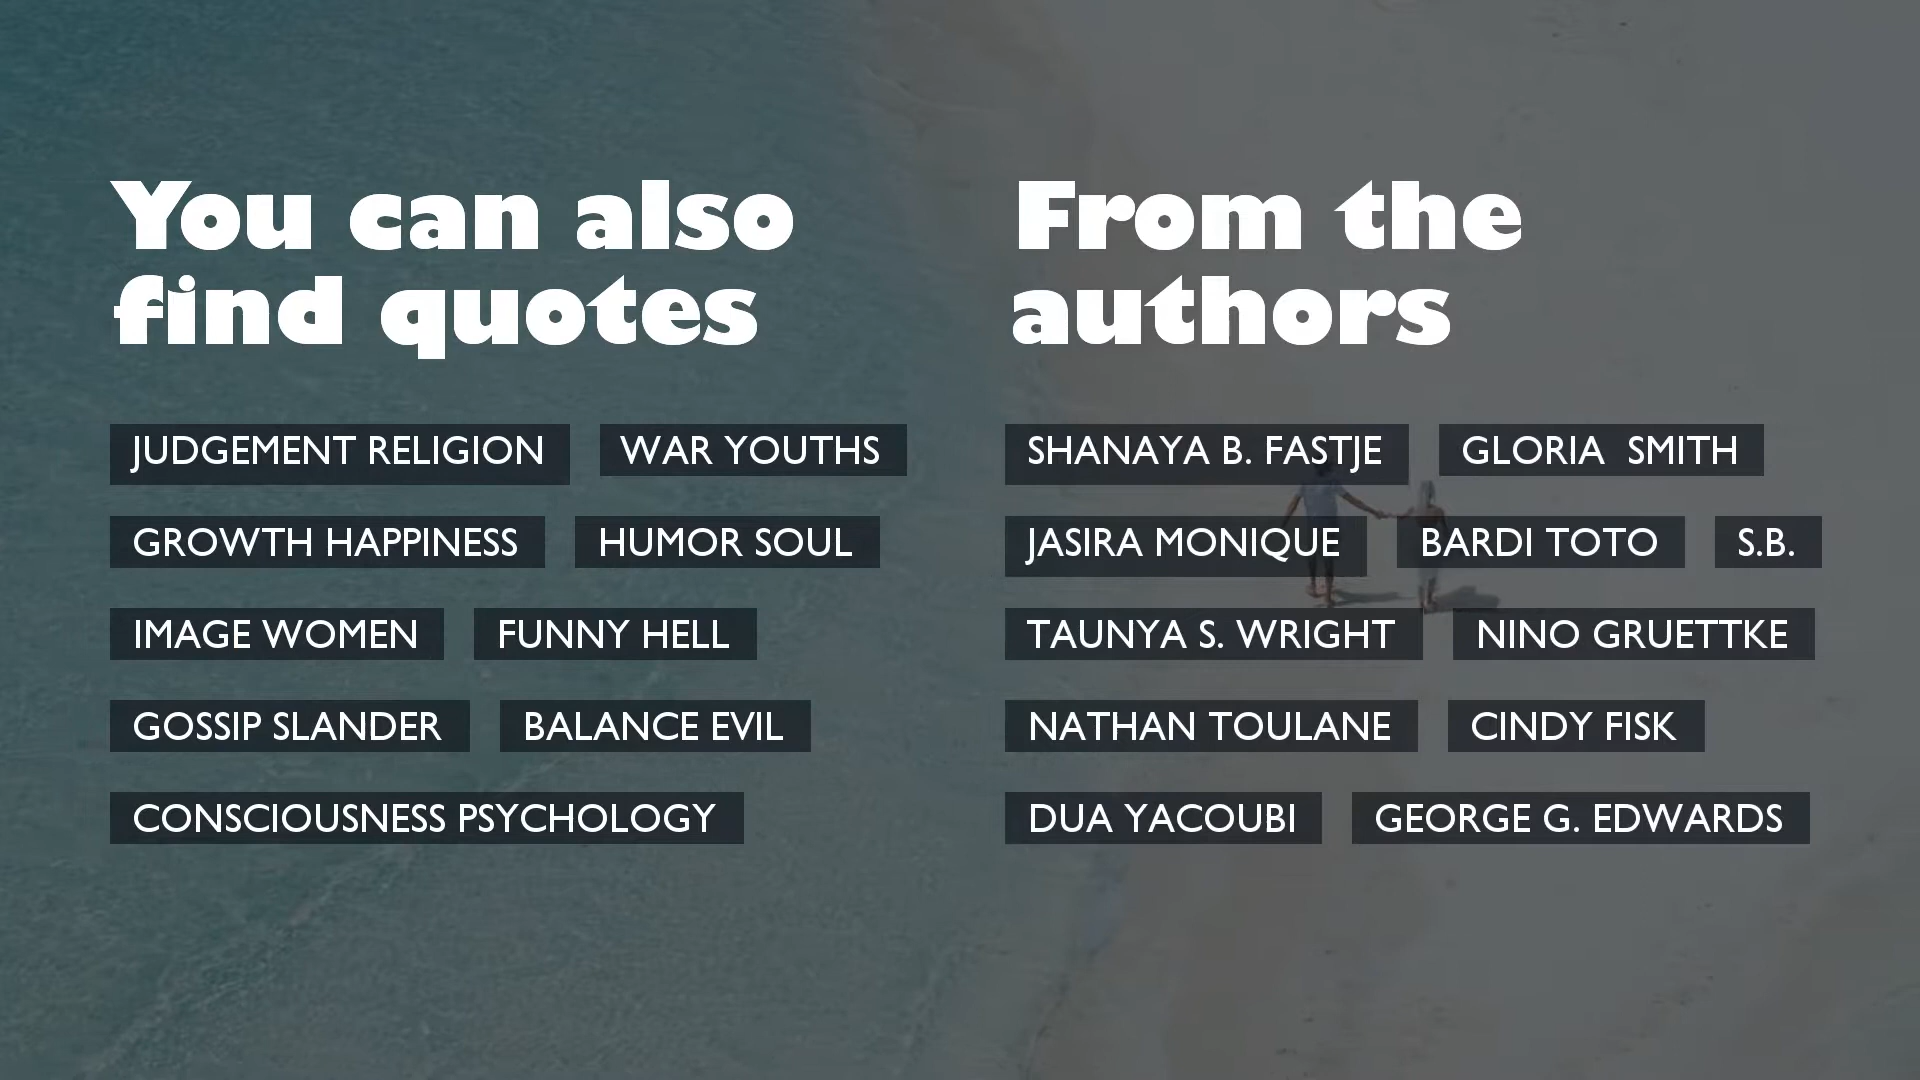 You can also
find quotes
JUDGEMENT RELIGION WAR YOUTHS
GROWTH HAPPINESS HUMOR SOUL
IMAGE WOMEN FUNNY HELL
GOSSIP SLANDER BALANCE EVIL
CONSCIOUSNESS PSYCHOLOGY
From the
authors
SHANAYA B. FASTJE GLORIA  SMITH
JASIRA MONIQUE BARDI TOTO S.B.
TAUNYA S. WRIGHT NINO GRUETTKE
NATHAN TOULANE CINDY FISK
DUA YACOUBI GEORGE G. EDWARDS